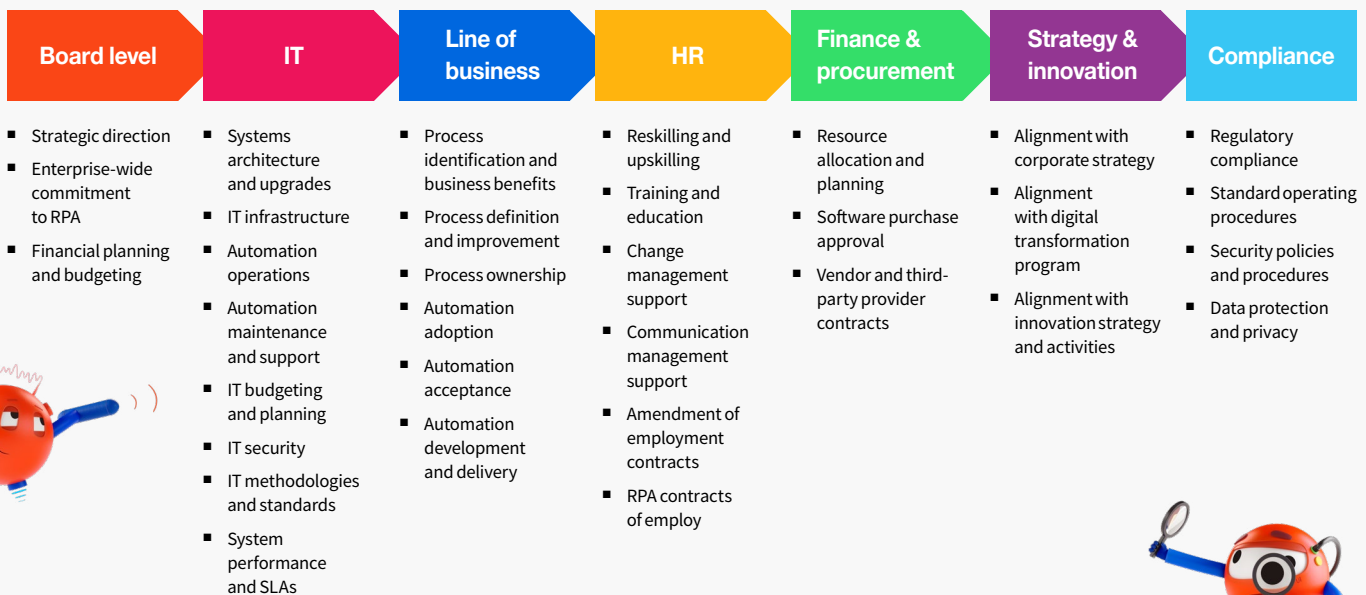 Board level
IT
Line of
business
HR
Finance &
procurement
Strategy &
innovation
Compliance
▪ Strategic direction
▪ Enterprise-wide
commitment
to RPA
▪ Financial planning
and budgeting
▪ Systems
architecture
and upgrades
▪ IT infrastructure
▪ Automation
operations
▪ Automation
maintenance
and support
▪ IT budgeting
and planning
▪ IT security
▪ IT methodologies
and standards
▪ System
performance
and SLAs
▪ Process
identification and
business benefits
▪ Process definition
and improvement
▪ Process ownership
▪ Automation
adoption
▪ Automation
acceptance
▪ Automation
development
and delivery
▪ Reskilling and
upskilling
▪ Training and
education
▪ Change
management
support
▪ Communication
management
support
▪ Amendment of
employment
contracts
▪ RPA contracts
of employ
▪ Resource
allocation and
planning
▪ Software purchase
approval
▪ Vendor and third-
party provider
contracts
▪ Alignment with
corporate strategy
▪ Alignment
with digital
transformation
program
▪ Alignment with
innovation strategy
and activities
▪ Regulatory
compliance
▪ Standard operating
procedures
▪ Security policies
and procedures
▪ Data protection
and privacy